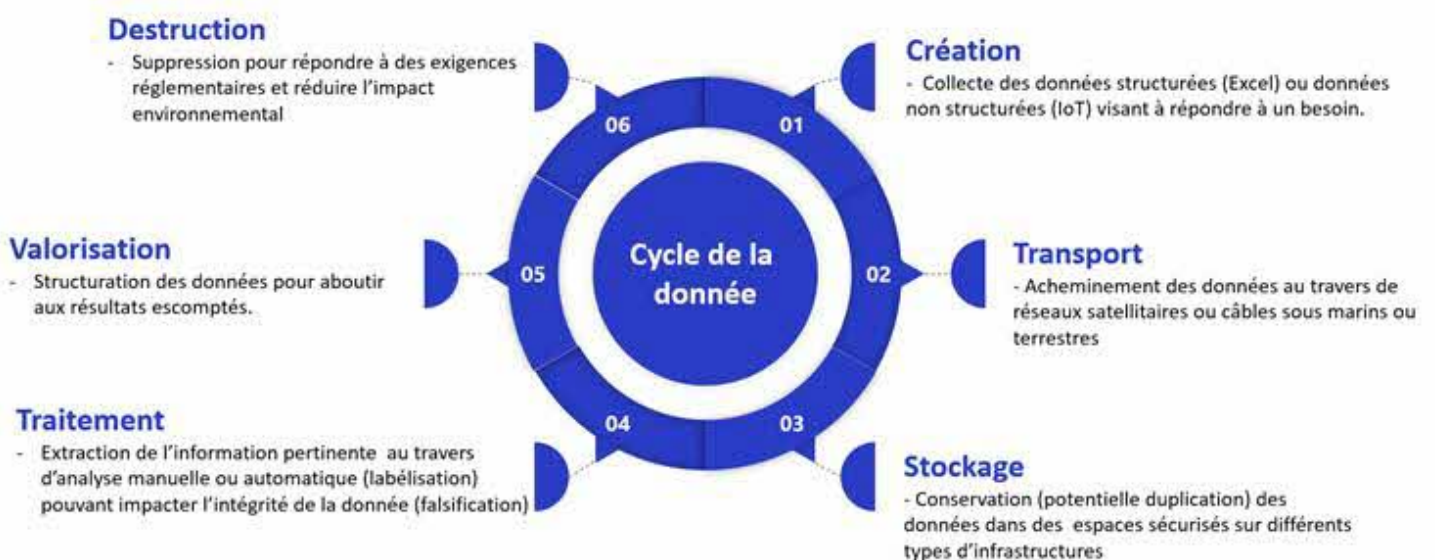 Cycle de la
donnée
01
Création
- Collecte des données structurées (Excel) ou données
non structurées (IoT) visant à répondre à un besoin.
02
Transport
- Acheminement des données au travers de
réseaux satellitaires ou câbles sous marins ou
terrestres
03
Stockage
- Conservation (potentielle duplication) des
données dans des espaces sécurisés sur différents
types d’infrastructures
04
Traitement
- Extraction de l’information pertinente au travers
d’analyse manuelle ou automatique (labélisation)
pouvant impacter l’intégrité de la donnée (falsification)
05
Valorisation
- Structuration des données pour aboutir
aux résultats escomptés.
06
Destruction
- Suppression pour répondre à des exigences
réglementaires et réduire l’impact
environnemental